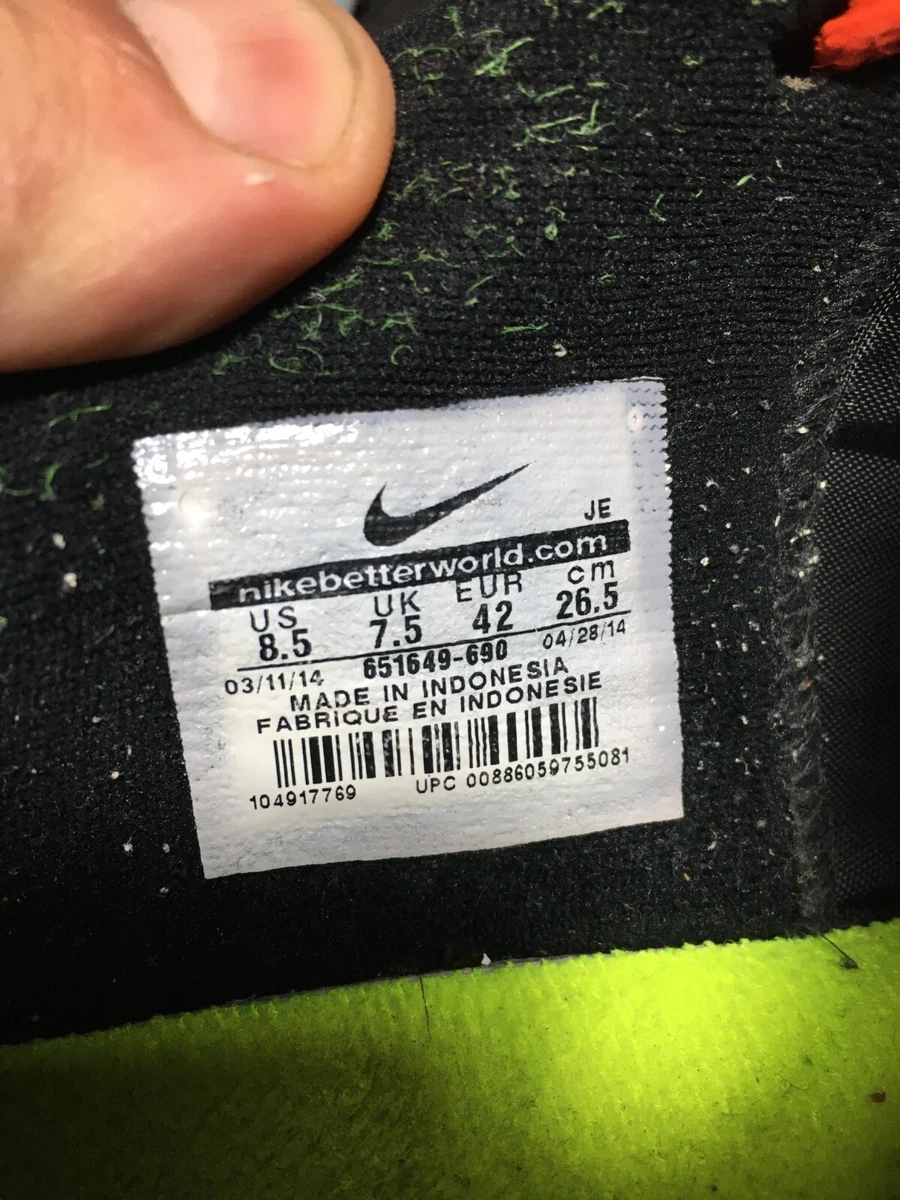 JE
nikebetterworld.com
US UK EUR cm
8.5 7.5 42 26.5
03/11/14 651649-690 04/28/14
MADE IN INDONESIA
FABRIQUE EN INDONESIE
104917769 UPC 00886059755081